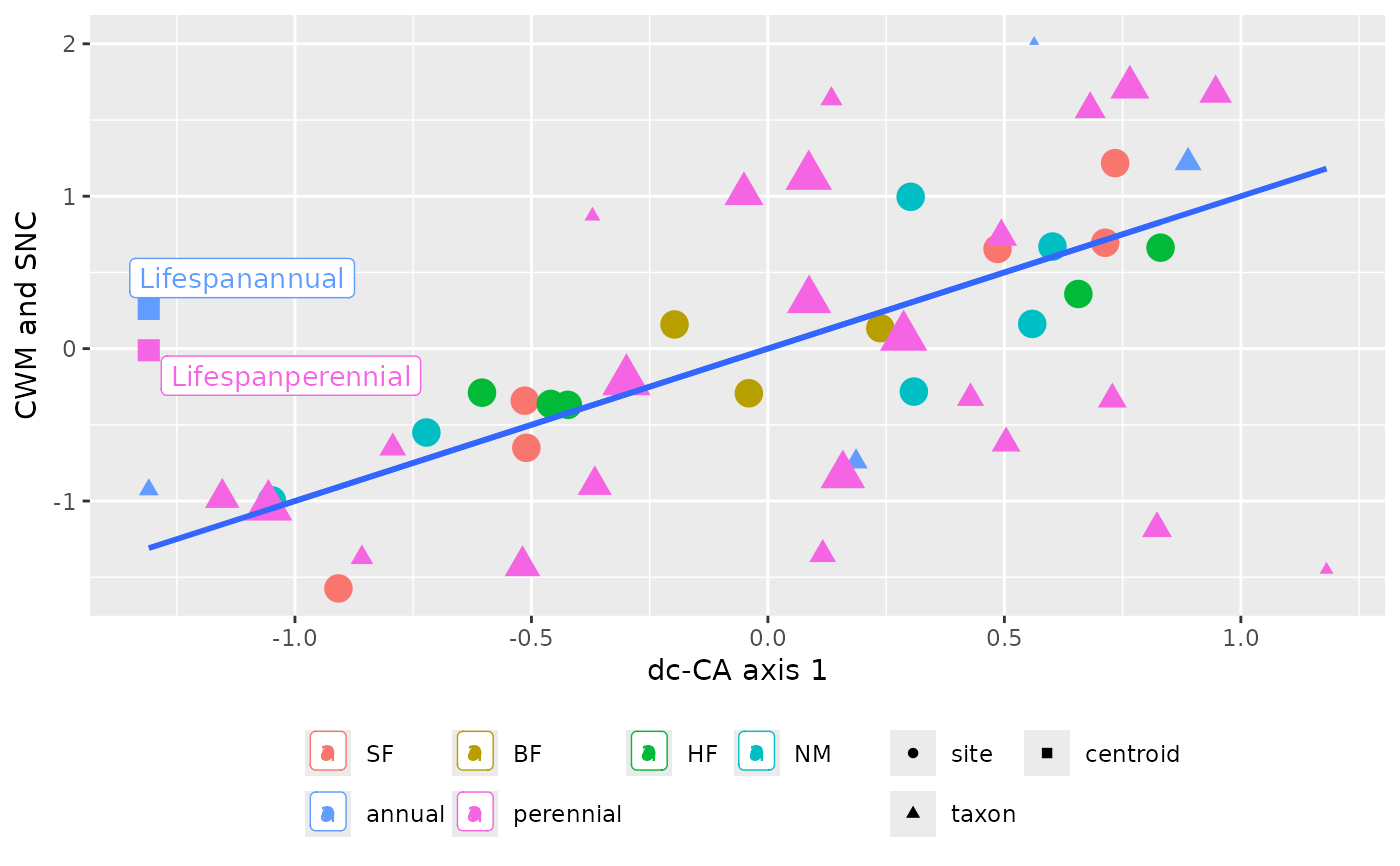 2
1
0
-1
CWM and SNC
Lifespanannual
Lifespanperennial
-1.0 -0.5 0.0 0.5 1.0
dc-CA axis 1
a SF a BF a HF a NM site centroid
a annual a perennial taxon